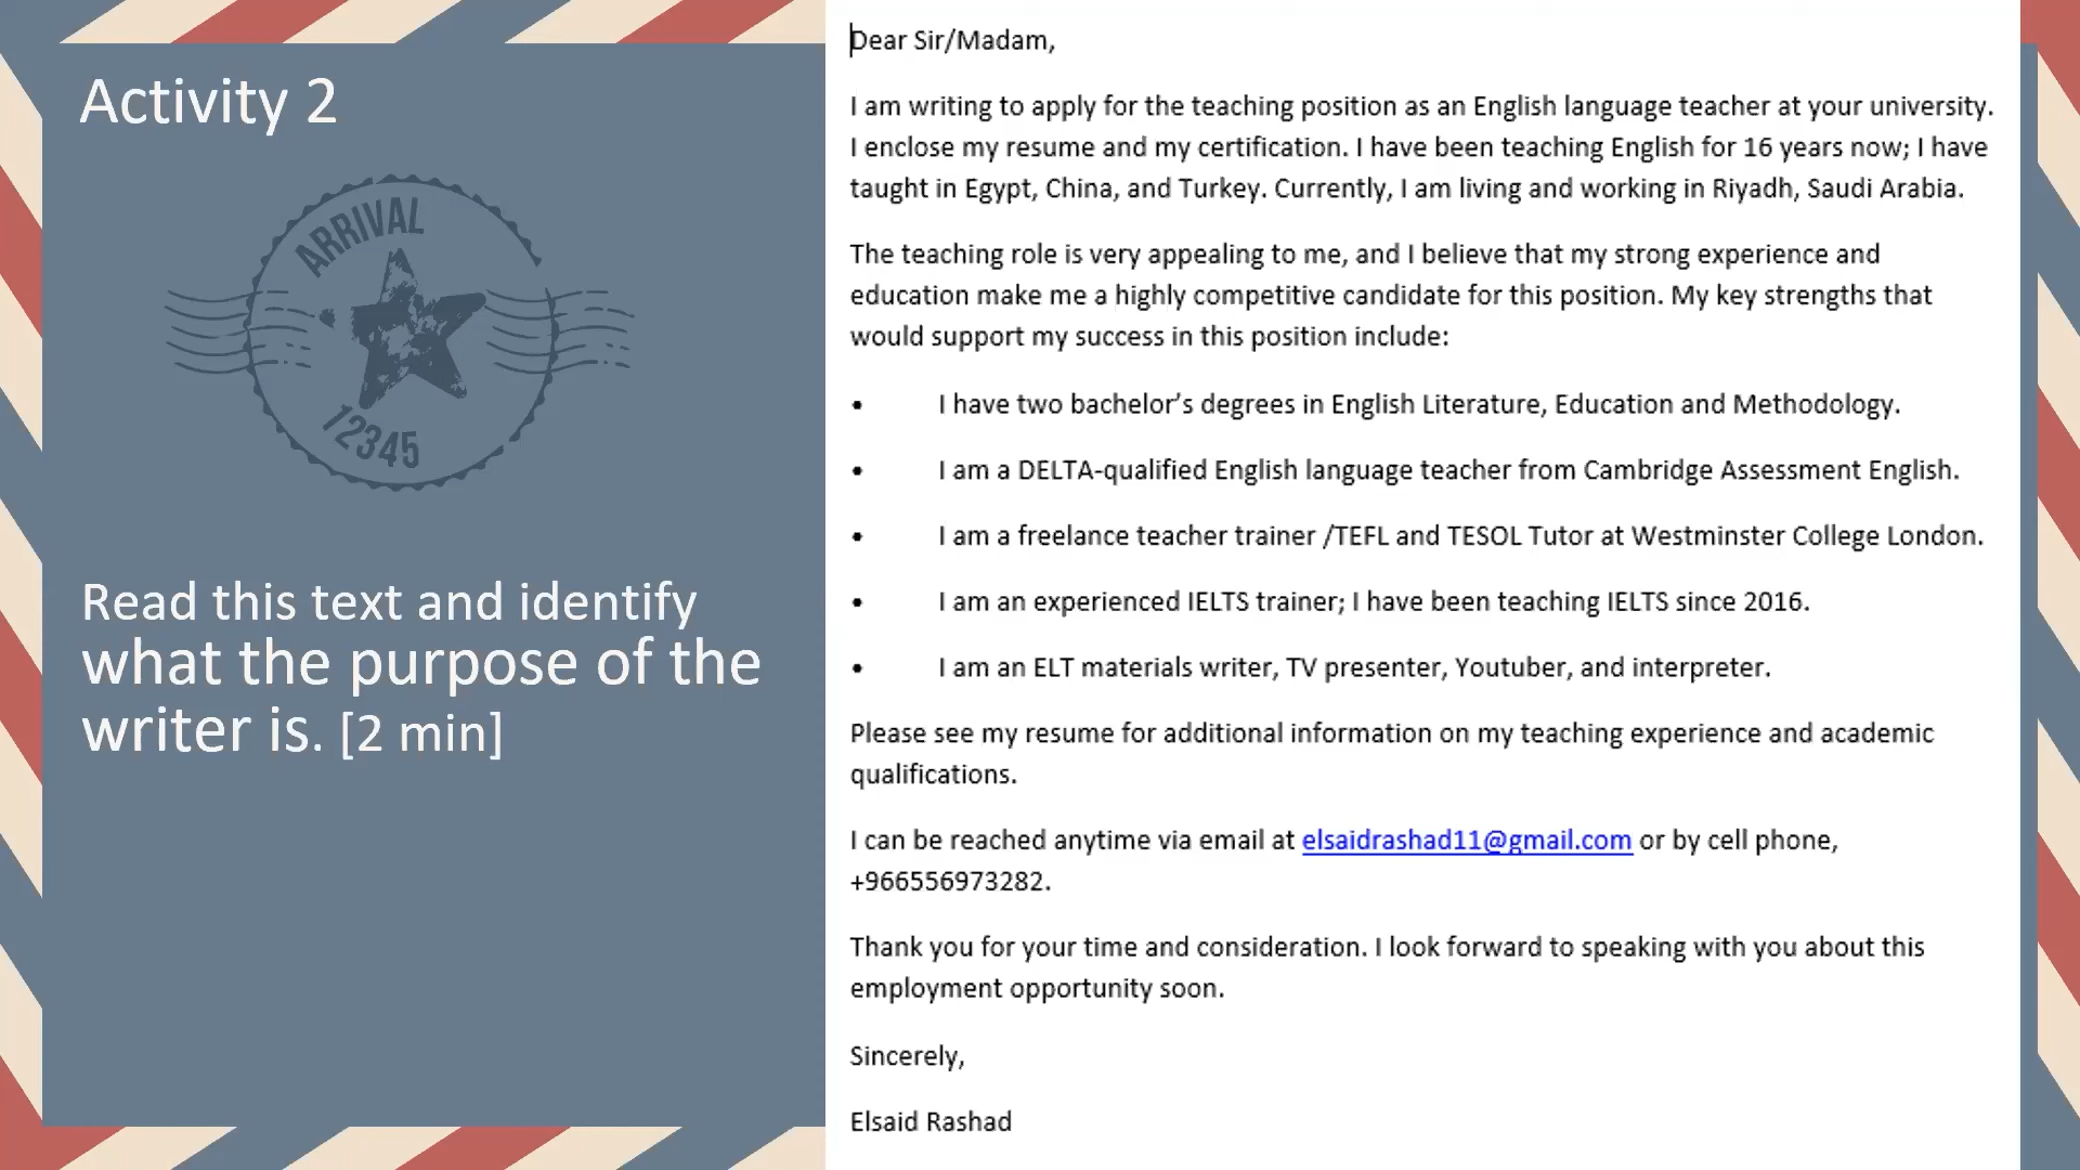 Activity 2
ARRIVAL
12345
Read this text and identify
what the purpose of the
writer is. [2 min]
Dear Sir/Madam,
I am writing to apply for the teaching position as an English language teacher at your university.
I enclose my resume and my certification. I have been teaching English for 16 years now; I have
taught in Egypt, China, and Turkey. Currently, I am living and working in Riyadh, Saudi Arabia.
The teaching role is very appealing to me, and I believe that my strong experience and
education make me a highly competitive candidate for this position. My key strengths that
would support my success in this position include:
• I have two bachelor’s degrees in English Literature, Education and Methodology.
• I am a DELTA-qualified English language teacher from Cambridge Assessment English.
• I am a freelance teacher trainer /TEFL and TESOL Tutor at Westminster College London.
• I am an experienced IELTS trainer; I have been teaching IELTS since 2016.
• I am an ELT materials writer, TV presenter, Youtuber, and interpreter.
Please see my resume for additional information on my teaching experience and academic
qualifications.
I can be reached anytime via email at elsaidrashad11@gmail.com or by cell phone,
+966556973282.
Thank you for your time and consideration. I look forward to speaking with you about this
employment opportunity soon.
Sincerely,
Elsaid Rashad